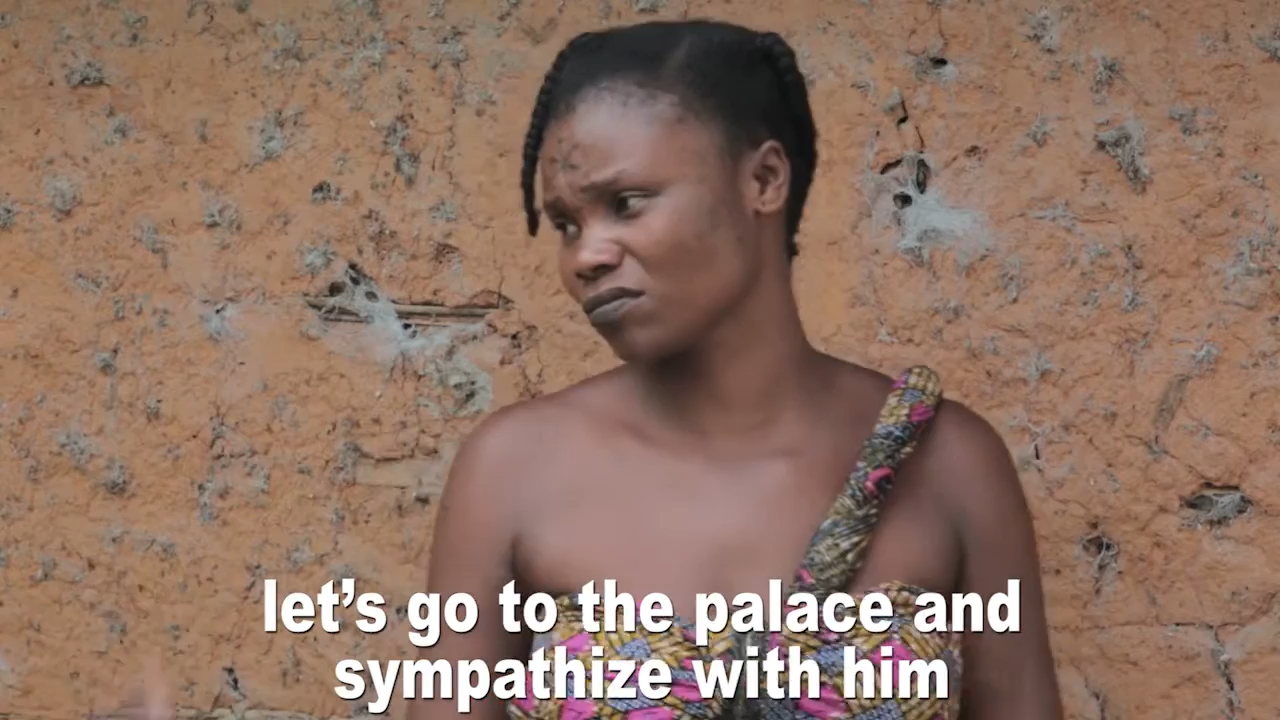 let’s go to the palace and
sympathize with him